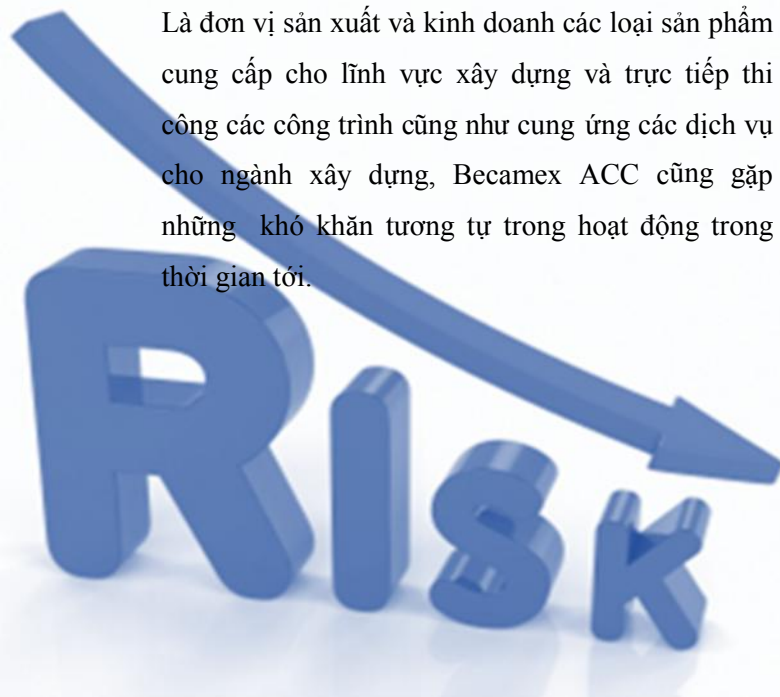 Là đơn vị sản xuất và kinh doanh các loại sản phẩm
cung cấp cho lĩnh vực xây dựng và trực tiếp thi
công các công trình cũng như cung ứng các dịch vụ
cho ngành xây dựng, Becamex ACC cũng gặp
những khó khăn tương tự trong hoạt động trong
thời gian tới.
RISK